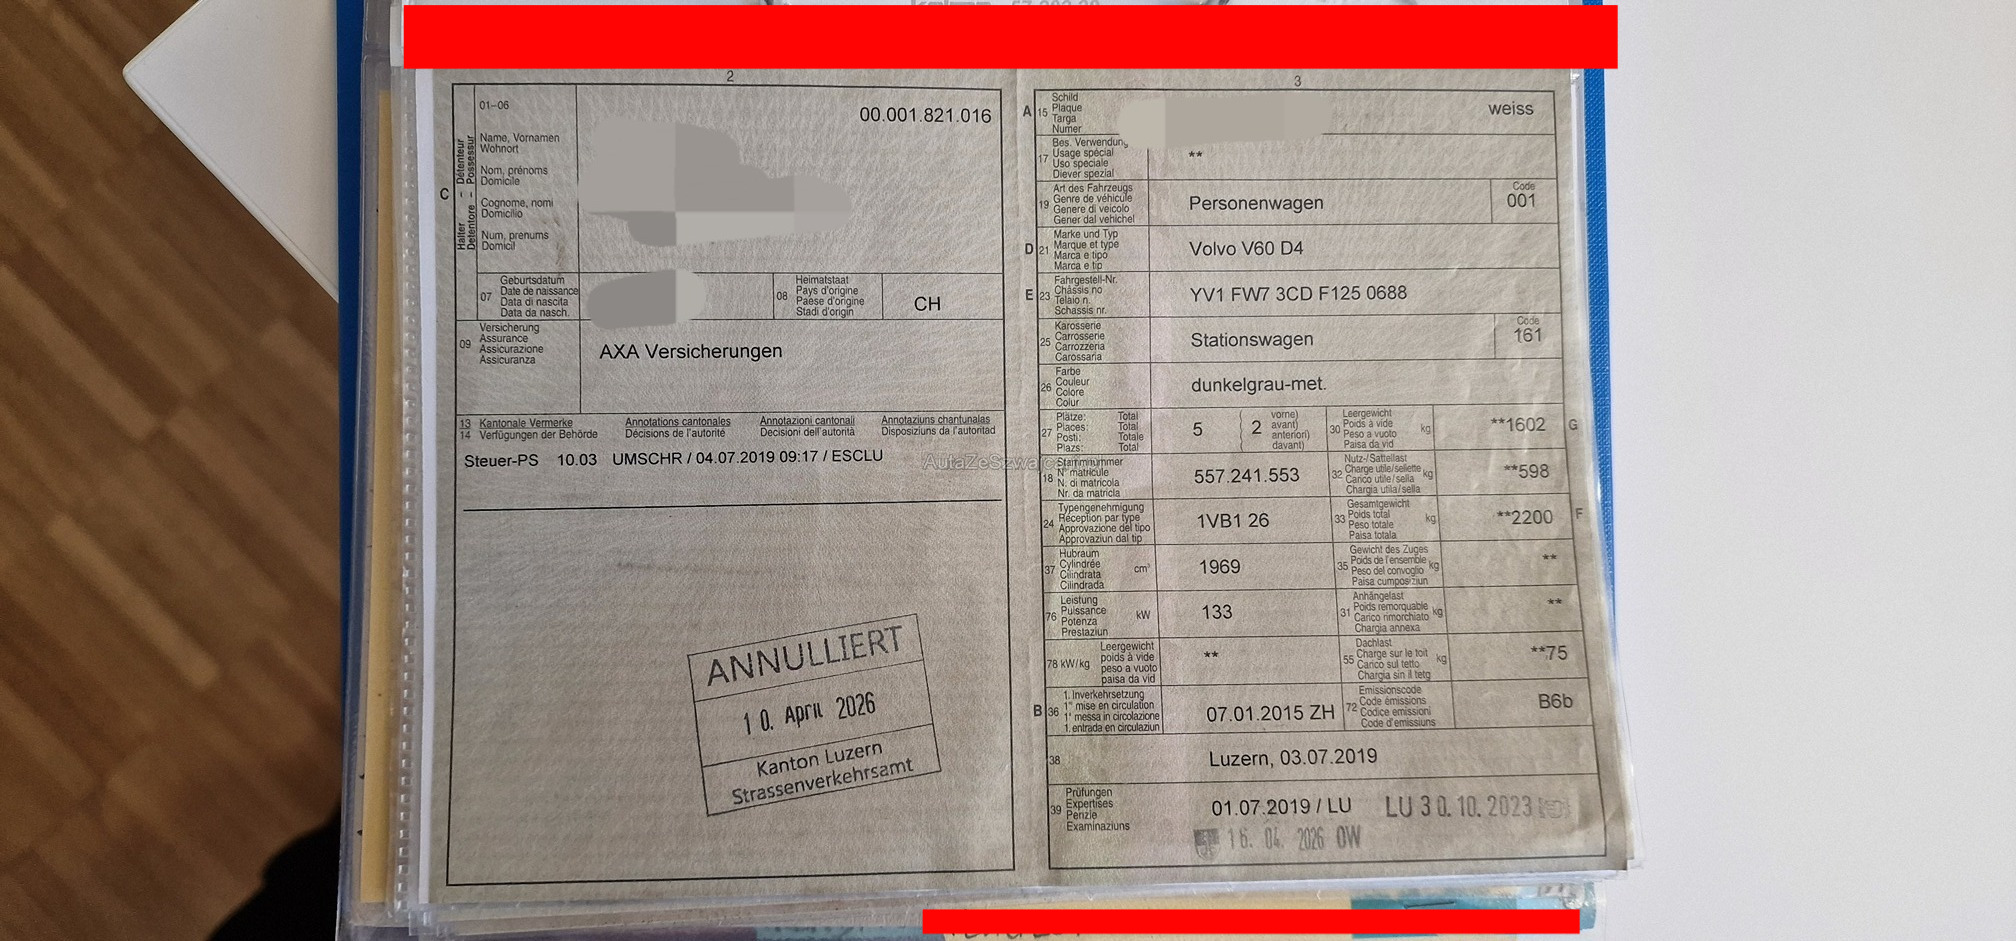 2
01-06
00.001.821.016
C
Halter - Détenteur
Detentore - Possessur
Name, Vornamen
Wohnort
Nom, prénoms
Domicile
Cognome, nomi
Domicilio
Num, prenums
Domicil
07
Geburtsdatum
Date de naissance
Data di nascita
Data da nasch.
08
Heimatstaat
Pays d'origine
Paese d'origine
Stadi d'origin
CH
09
Versicherung
Assurance
Assicurazione
Assicuranza
AXA Versicherungen
13 Kantonale Vermerke Annotations cantonales Annotazioni cantonali Annotaziuns chantunalas
14 Verfügungen der Behörde Décisions de l'autorité Decisioni dell'autorità Disposiziuns da l'autoritad
Steuer-PS 10.03 UMSCHR / 04.07.2019 09:17 / ESCLU
ANNULLIERT
10. April 2026
Kanton Luzern
Strassenverkehrsamt
3
A 15
Schild
Plaque
Targa
Numer
weiss
17
Bes. Verwendung
Usage spécial
Uso speciale
Diever spezial
**
19
Art des Fahrzeugs
Genre de véhicule
Genere di veicolo
Gener dal vehichel
Personenwagen
Code
001
D 21
Marke und Typ
Marque et type
Marca e tipo
Marca e tip
Volvo V60 D4
E 23
Fahrgestell-Nr.
Châssis no
Telaio n.
Schassis nr.
YV1 FW7 3CD F125 0688
25
Karosserie
Carrosserie
Carrozzeria
Carossaria
Stationswagen
Code
161
26
Farbe
Couleur
Colore
Colur
dunkelgrau-met.
27
Plätze: Total
Places: Total
Posti: Totale
Plazs: Total
5
2
vorne)
avant)
anteriori)
davant)
30
Leergewicht
Poids à vide
Peso a vuoto
Paisa da vid
kg
**1602
G
AutaZeSzwajc
18
Stammnummer
N° matricule
N. di matricola
Nr. da matricla
557.241.553
32
Nutz-/Sattellast
Charge utile/sellette
Carico utile/sella
Chargia utila/sella
kg
**598
24
Typengenehmigung
Réception par type
Approvazione del tipo
Approvaziun dal tip
1VB1 26
33
Gesamtgewicht
Poids total
Peso totale
Paisa totala
kg
**2200
F
37
Hubraum
Cylindrée
Cilindrata
Cilindrada
cm³
1969
35
Gewicht des Zuges
Poids de l'ensemble
Peso del convoglio
Paisa cumposiziun
kg
**
76
Leistung
Puissance
Potenza
Prestaziun
kW
133
31
Anhängelast
Poids remorquable
Carico rimorchiato
Chargia annexa
kg
**
78 kW/kg
Leergewicht
poids à vide
peso a vuoto
paisa da vid
**
55
Dachlast
Charge sur le toit
Carico sul tetto
Chargia sin il tetg
kg
**75
B 36
1. Inverkehrsetzung
1re mise en circulation
1a messa in circolazione
1. entrada en circulaziun
07.01.2015 ZH
72
Emissionscode
Code émissions
Codice emissioni
Code d'emissiuns
B6b
38
Luzern, 03.07.2019
39
Prüfungen
Expertises
Perizie
Examinaziuns
01.07.2019 / LU
LU 30.10.2023
16. 04. 2026 OW